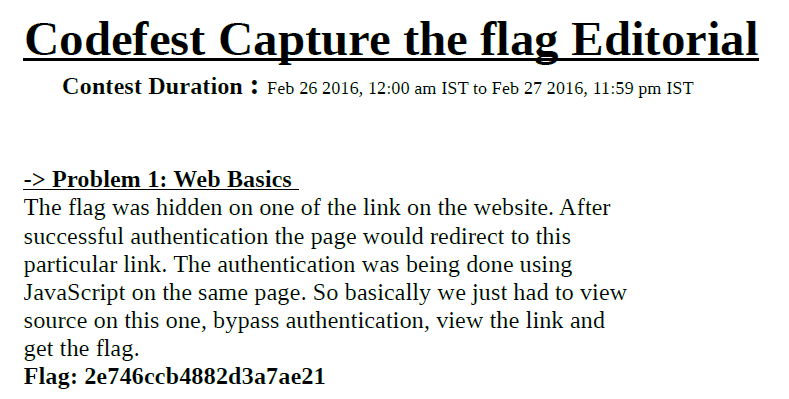 Codefest Capture the flag Editorial
Contest Duration : Feb 26 2016, 12:00 am IST to Feb 27 2016, 11:59 pm IST
-> Problem 1: Web Basics
The flag was hidden on one of the link on the website. After
successful authentication the page would redirect to this
particular link. The authentication was being done using
JavaScript on the same page. So basically we just had to view
source on this one, bypass authentication, view the link and
get the flag.
Flag: 2e746ccb4882d3a7ae21